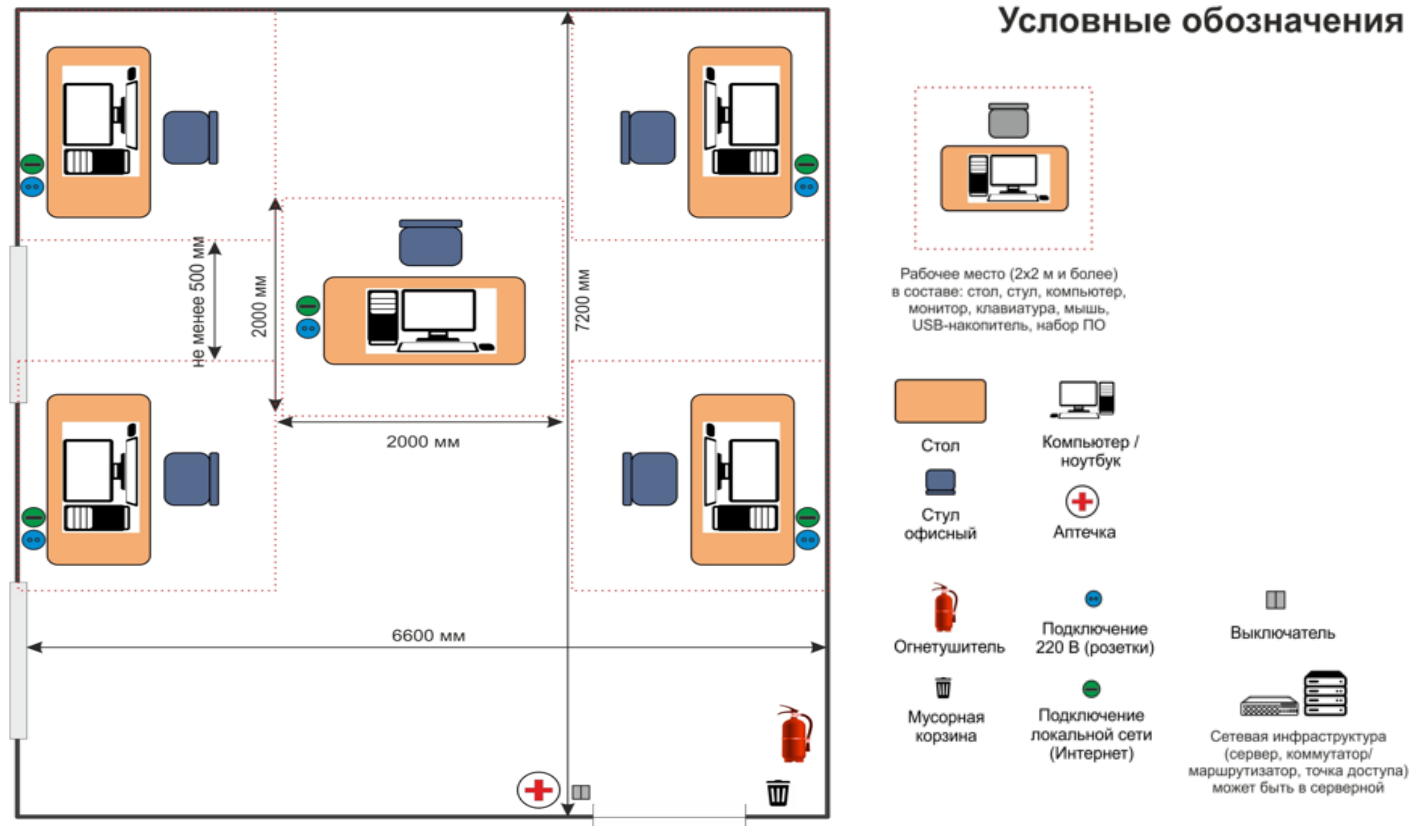 Условные обозначения
не менее 500 мм
2000 мм
7200 мм
2000 мм
6600 мм
Рабочее место (2х2 м и более)
в составе: стол, стул, компьютер,
монитор, клавиатура, мышь,
USB-накопитель, набор ПО
Стол
Компьютер /
ноутбук
Стул
офисный
Аптечка
Огнетушитель
Подключение
220 В (розетки)
Выключатель
Мусорная
корзина
Подключение
локальной сети
(Интернет)
Сетевая инфраструктура
(сервер, коммутатор/
маршрутизатор, точка доступа)
может быть в серверной